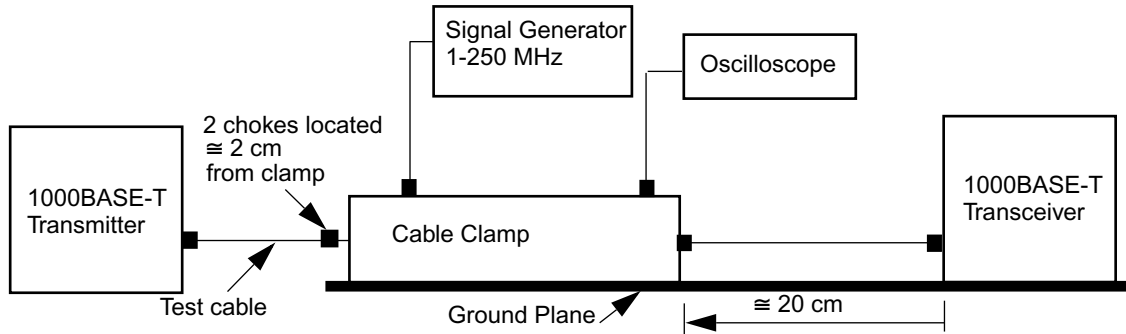 Signal Generator
1-250 MHz
Oscilloscope
2 chokes located
≅ 2 cm
from clamp
1000BASE-T
Transmitter
1000BASE-T
Transceiver
Cable Clamp
Test cable
Ground Plane
≅ 20 cm